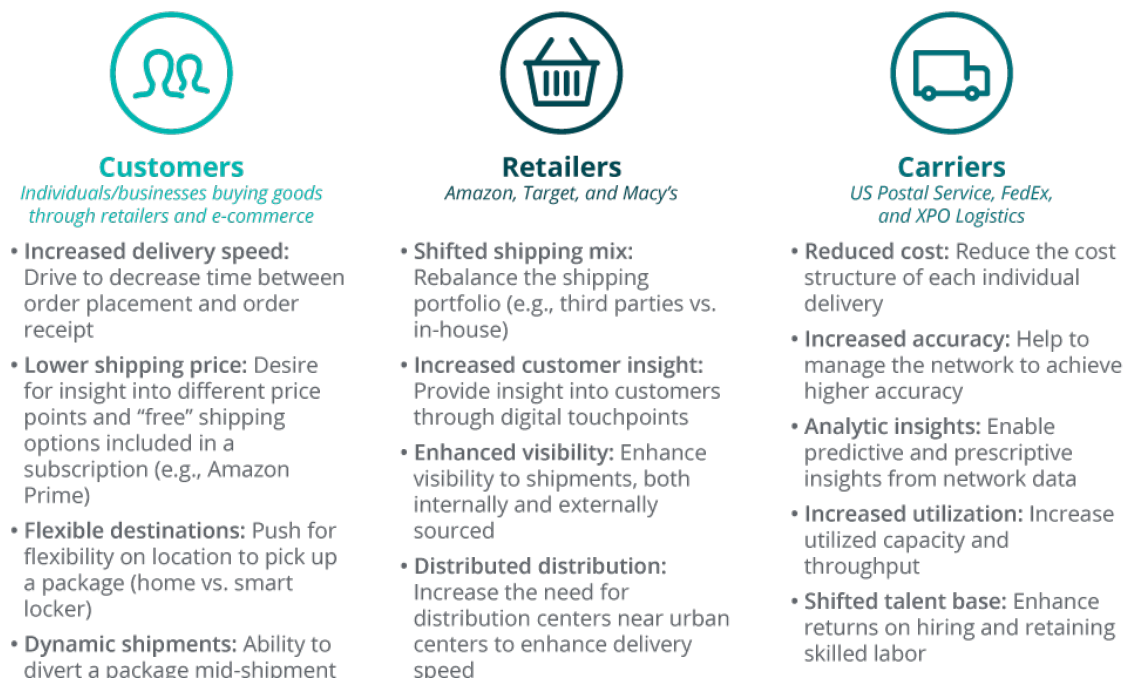 Customers
Individuals/businesses buying goods
through retailers and e-commerce
• Increased delivery speed:
Drive to decrease time between
order placement and order
receipt
• Lower shipping price: Desire
for insight into different price
points and “free” shipping
options included in a
subscription (e.g., Amazon
Prime)
• Flexible destinations: Push for
flexibility on location to pick up
a package (home vs. smart
locker)
• Dynamic shipments: Ability to
divert a package mid-shipment
Retailers
Amazon, Target, and Macy’s
• Shifted shipping mix:
Rebalance the shipping
portfolio (e.g., third parties vs.
in-house)
• Increased customer insight:
Provide insight into customers
through digital touchpoints
• Enhanced visibility: Enhance
visibility to shipments, both
internally and externally
sourced
• Distributed distribution:
Increase the need for
distribution centers near urban
centers to enhance delivery
speed
Carriers
US Postal Service, FedEx,
and XPO Logistics
• Reduced cost: Reduce the cost
structure of each individual
delivery
• Increased accuracy: Help to
manage the network to achieve
higher accuracy
• Analytic insights: Enable
predictive and prescriptive
insights from network data
• Increased utilization: Increase
utilized capacity and
throughput
• Shifted talent base: Enhance
returns on hiring and retaining
skilled labor